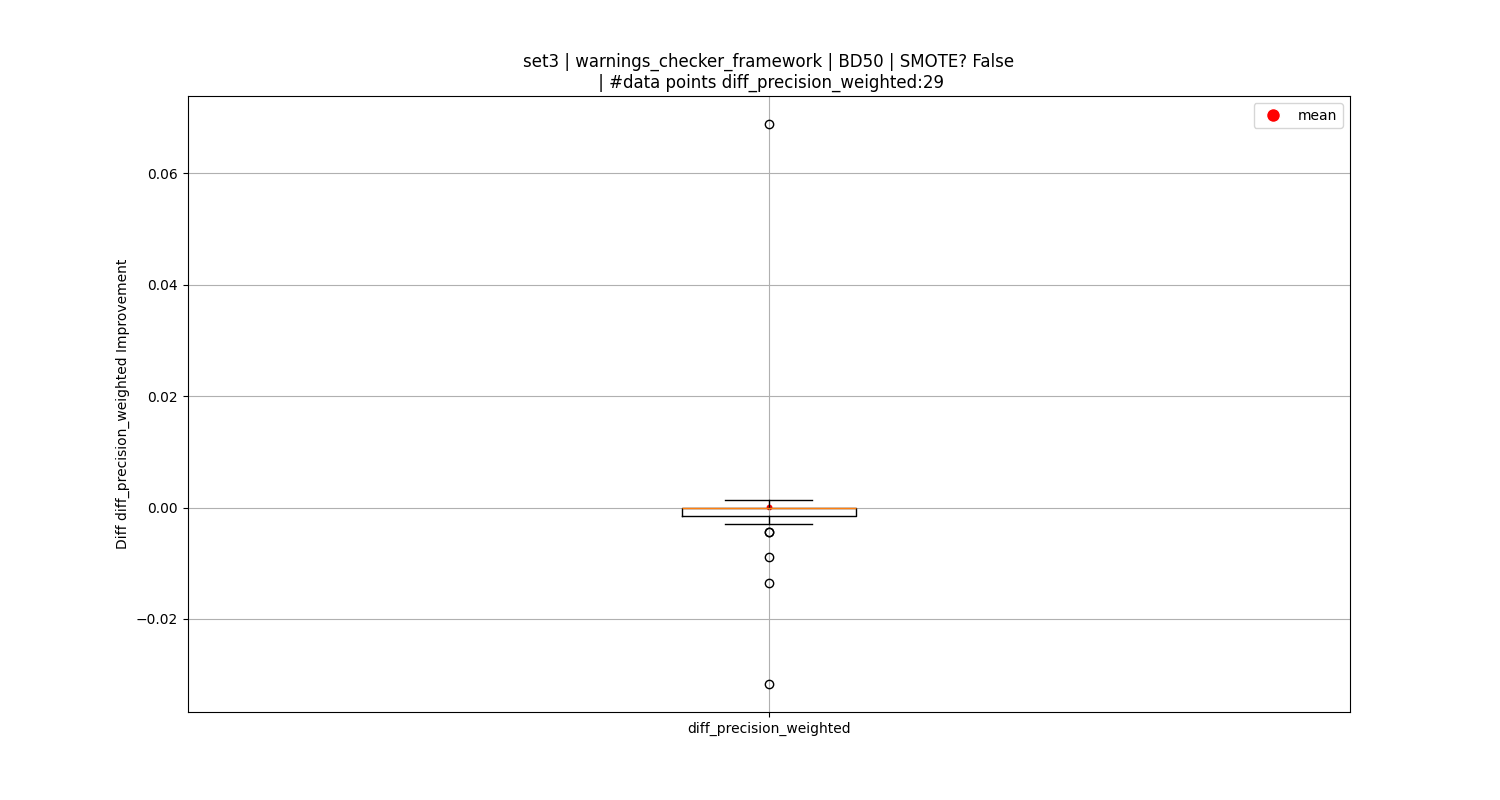 set3 | warnings_checker_framework | BD50 | SMOTE? False
| #data points diff_precision_weighted:29
mean
0.06
0.04
0.02
0.00
−0.02
Diff diff_precision_weighted Improvement
diff_precision_weighted